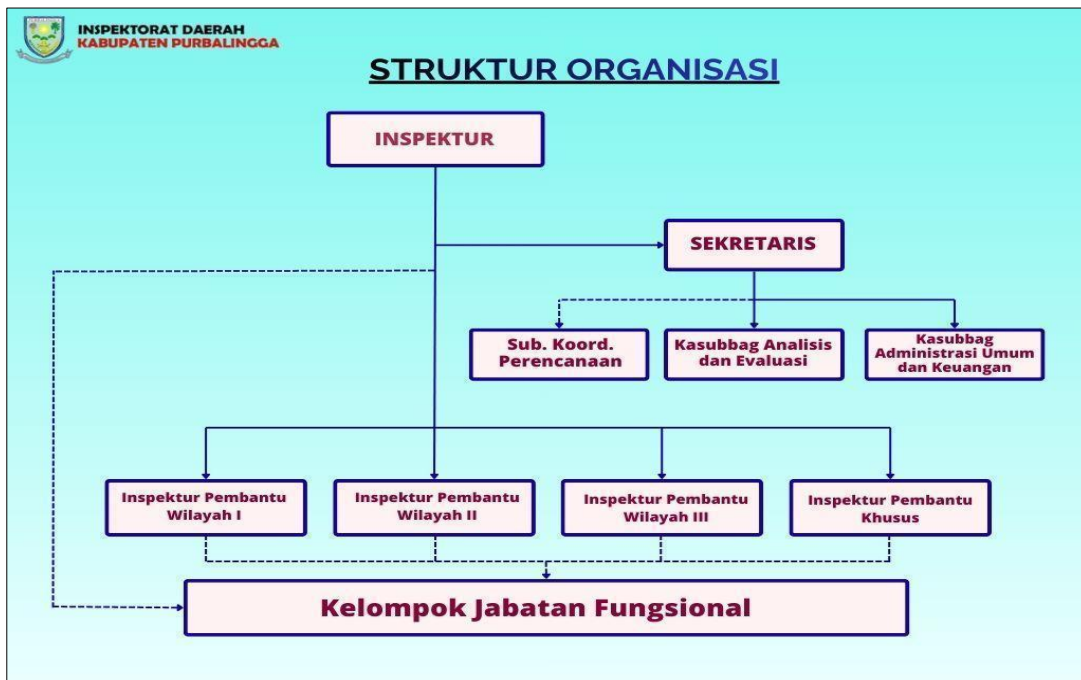 INSPEKTORAT DAERAH
KABUPATEN PURBALINGGA
STRUKTUR ORGANISASI
INSPEKTUR
SEKRETARIS
Sub. Koord.
Perencanaan
Kasubbag Analisis
dan Evaluasi
Kasubbag
Administrasi Umum
dan Keuangan
Inspektur Pembantu
Wilayah I
Inspektur Pembantu
Wilayah II
Inspektur Pembantu
Wilayah III
Inspektur Pembantu
Khusus
Kelompok Jabatan Fungsional